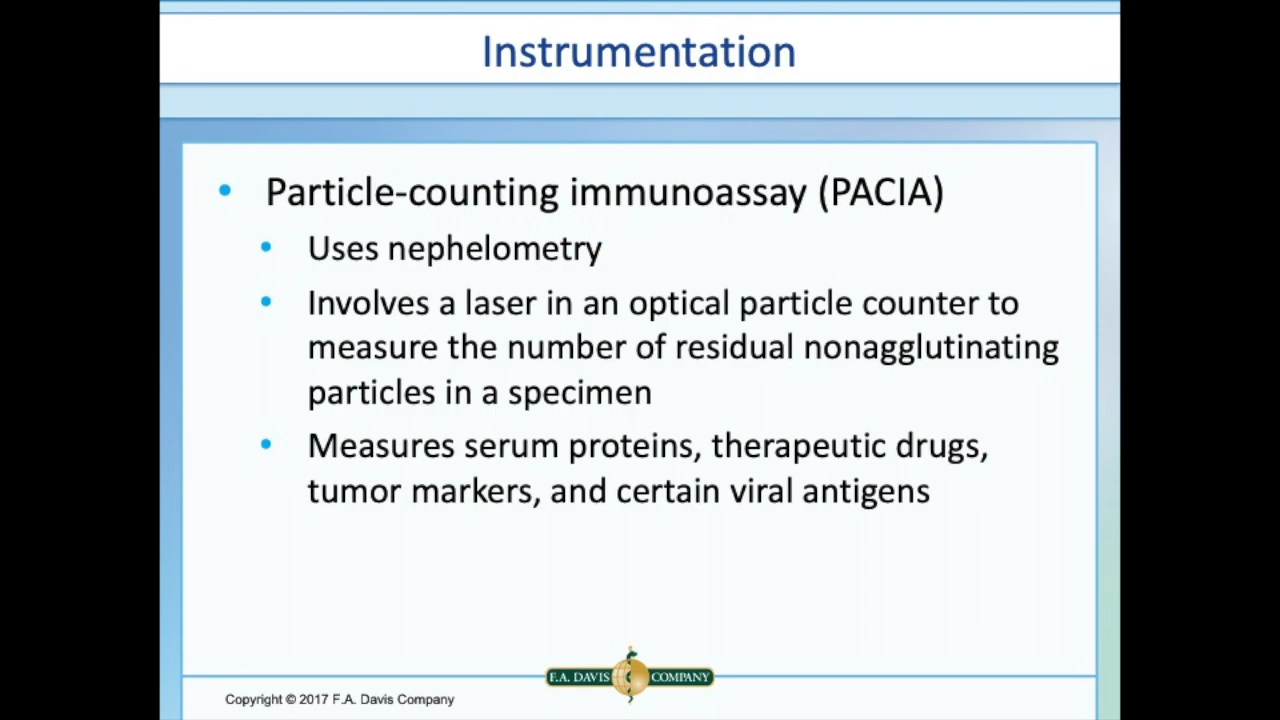 Instrumentation
• Particle-counting immunoassay (PACIA)
• Uses nephelometry
• Involves a laser in an optical particle counter to
measure the number of residual nonagglutinating
particles in a specimen
• Measures serum proteins, therapeutic drugs,
tumor markers, and certain viral antigens
F.A. DAVIS COMPANY
Copyright © 2017 F.A. Davis Company